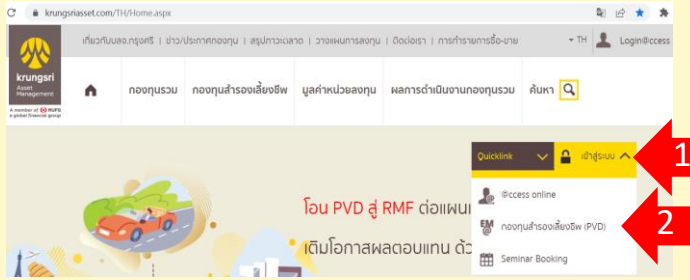 krungsriasset.com/TH/Home.aspx
เกี่ยวกับบลจ.กรุงศรี | ข่าว/ประกาศกองทุน | สรุปภาวะตลาด | วางแผนการลงทุน | ติดต่อเรา | การทำรายการซื้อ-ขาย
TH
Login@ccess
krungsri
Asset
Management
A member of MUFG
a global financial group
กองทุนรวม
กองทุนสำรองเลี้ยงชีพ
มูลค่าหน่วยลงทุน
ผลการดำเนินงานกองทุนรวม
ค้นหา
Quicklink
เข้าสู่ระบบ
1
@ccess online
โอน PVD สู่ RMF ต่อแผน
EM@
กองทุนสำรองเลี้ยงชีพ (PVD)
2
เติมโอกาสผลตอบแทน ด้ว
Seminar Booking